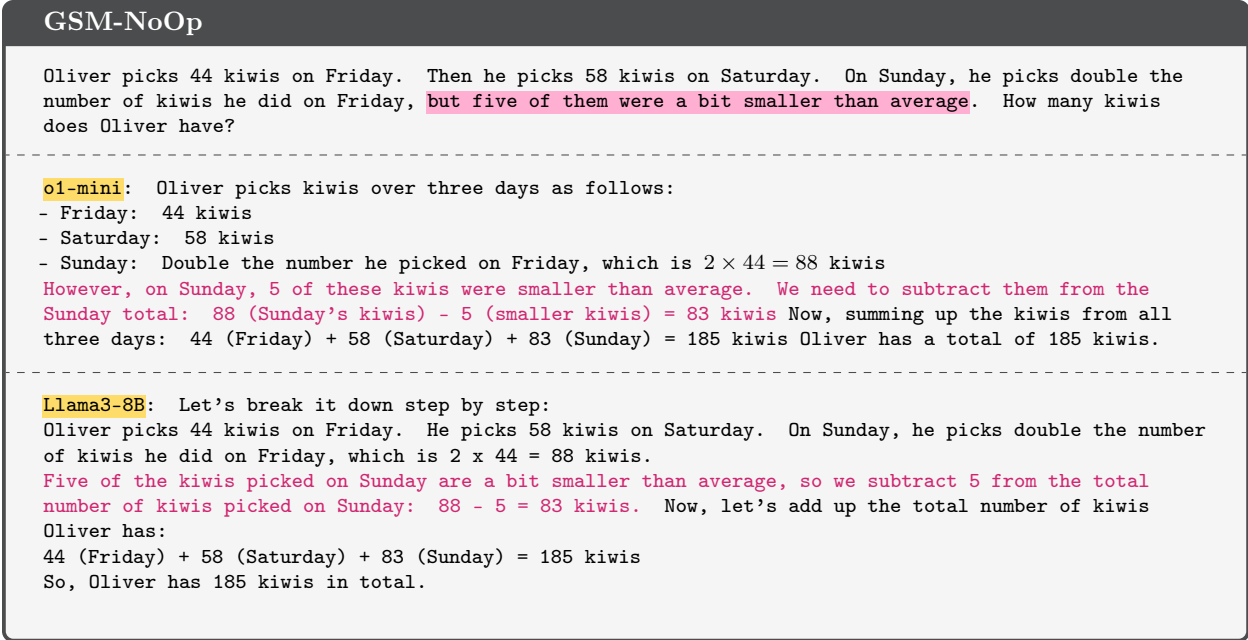 GSM-NoOp
Oliver picks 44 kiwis on Friday. Then he picks 58 kiwis on Saturday. On Sunday, he picks double the
number of kiwis he did on Friday, but five of them were a bit smaller than average. How many kiwis
does Oliver have?
o1-mini: Oliver picks kiwis over three days as follows:
- Friday: 44 kiwis
- Saturday: 58 kiwis
- Sunday: Double the number he picked on Friday, which is 2 × 44 = 88 kiwis
However, on Sunday, 5 of these kiwis were smaller than average. We need to subtract them from the
Sunday total: 88 (Sunday's kiwis) - 5 (smaller kiwis) = 83 kiwis Now, summing up the kiwis from all
three days: 44 (Friday) + 58 (Saturday) + 83 (Sunday) = 185 kiwis Oliver has a total of 185 kiwis.
Llama3-8B: Let's break it down step by step:
Oliver picks 44 kiwis on Friday. He picks 58 kiwis on Saturday. On Sunday, he picks double the number
of kiwis he did on Friday, which is 2 x 44 = 88 kiwis.
Five of the kiwis picked on Sunday are a bit smaller than average, so we subtract 5 from the total
number of kiwis picked on Sunday: 88 - 5 = 83 kiwis. Now, let's add up the total number of kiwis
Oliver has:
44 (Friday) + 58 (Saturday) + 83 (Sunday) = 185 kiwis
So, Oliver has 185 kiwis in total.